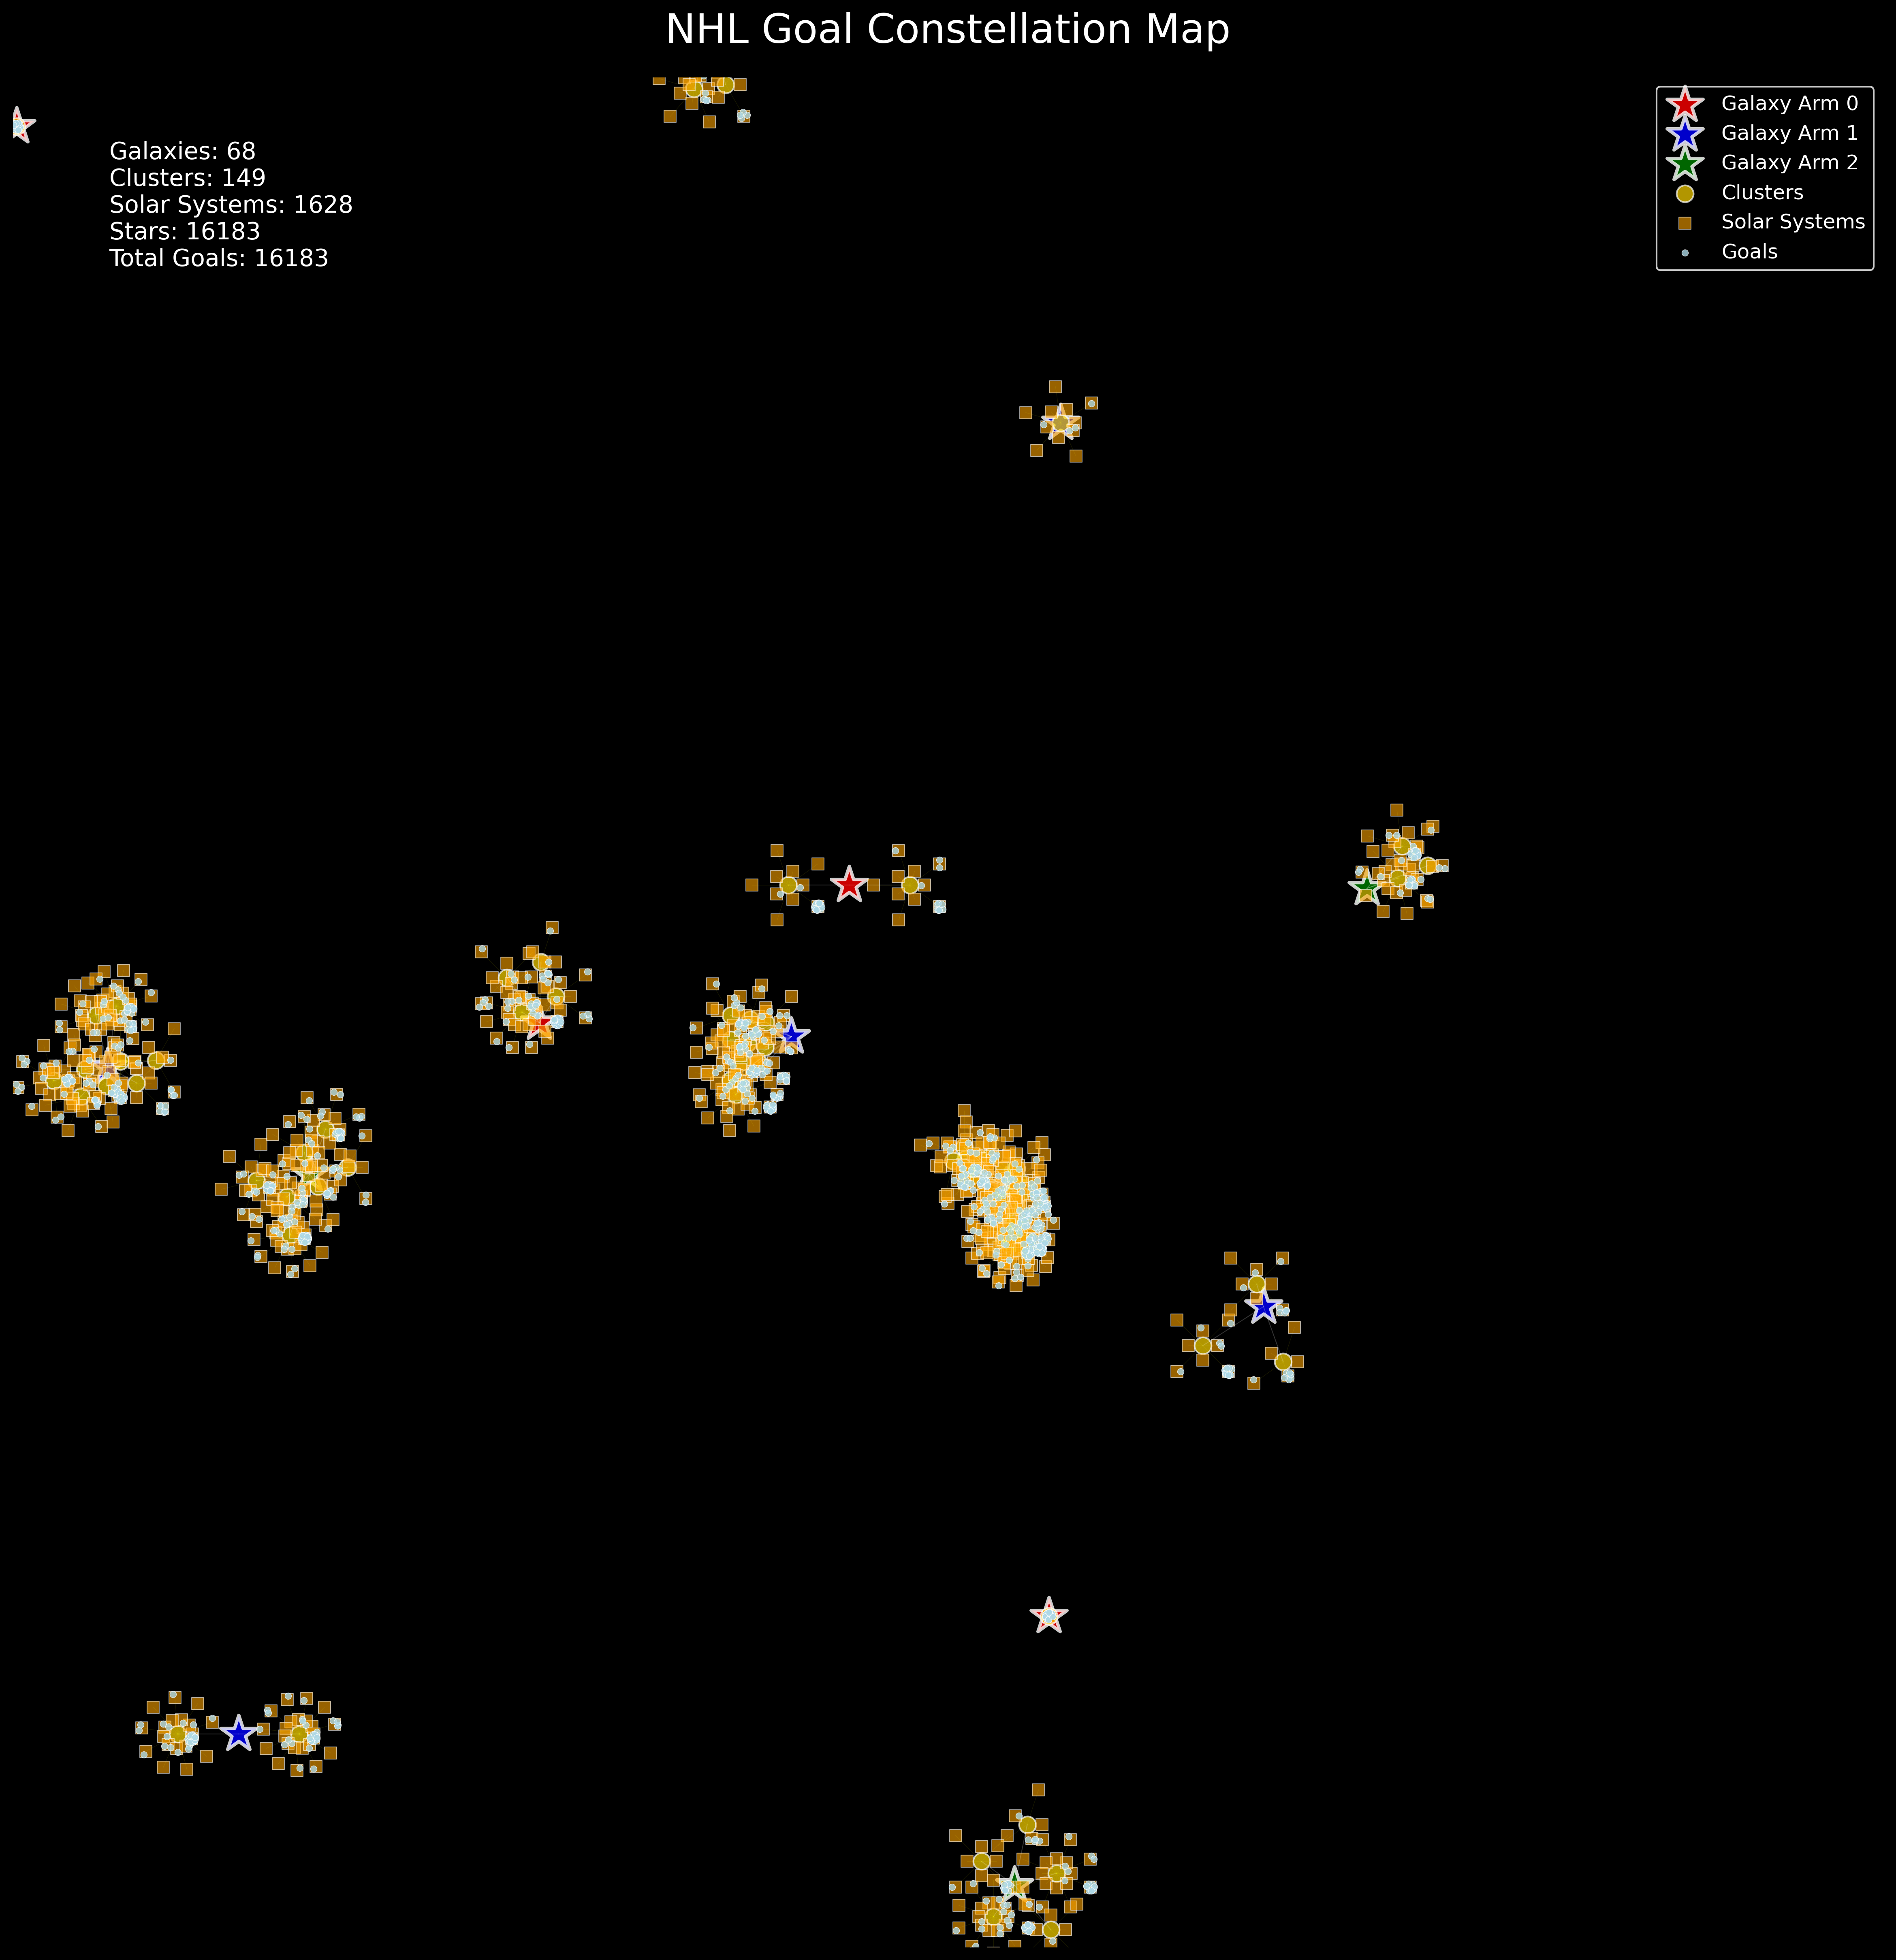 NHL Goal Constellation Map
Galaxies: 68
Clusters: 149
Solar Systems: 1628
Stars: 16183
Total Goals: 16183
Galaxy Arm 0
Galaxy Arm 1
Galaxy Arm 2
Clusters
Solar Systems
Goals